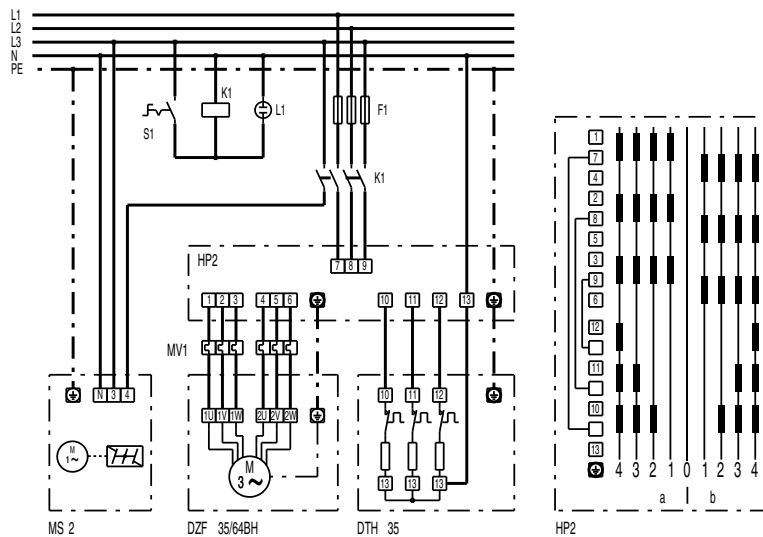 L1
L2
L3
N
PE
K1
L1
F1
S1
K1
HP2
7 8 9
1 2 3 4 5 6 10 11 12 13
MV1
N 3 4
1U 1V 1W 2U 2V 2W
10 11 12
M
1~
M
3~
13 13 13
MS 2
DZF 35/64BH
DTH 35
1
7
4
2
8
5
3
9
6
12
11
10
13
4 3 2 1 0 1 2 3 4
a b
HP2